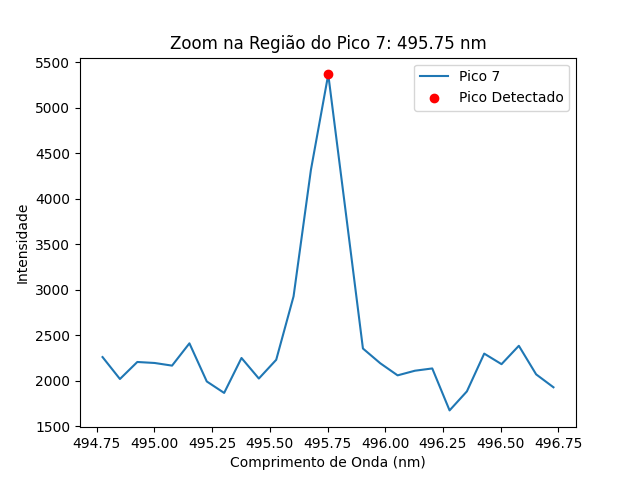 Zoom na Região do Pico 7: 495.75 nm
Pico 7
Pico Detectado
5500
5000
4500
4000
3500
3000
2500
2000
1500
Intensidade
494.75 495.00 495.25 495.50 495.75 496.00 496.25 496.50 496.75
Comprimento de Onda (nm)